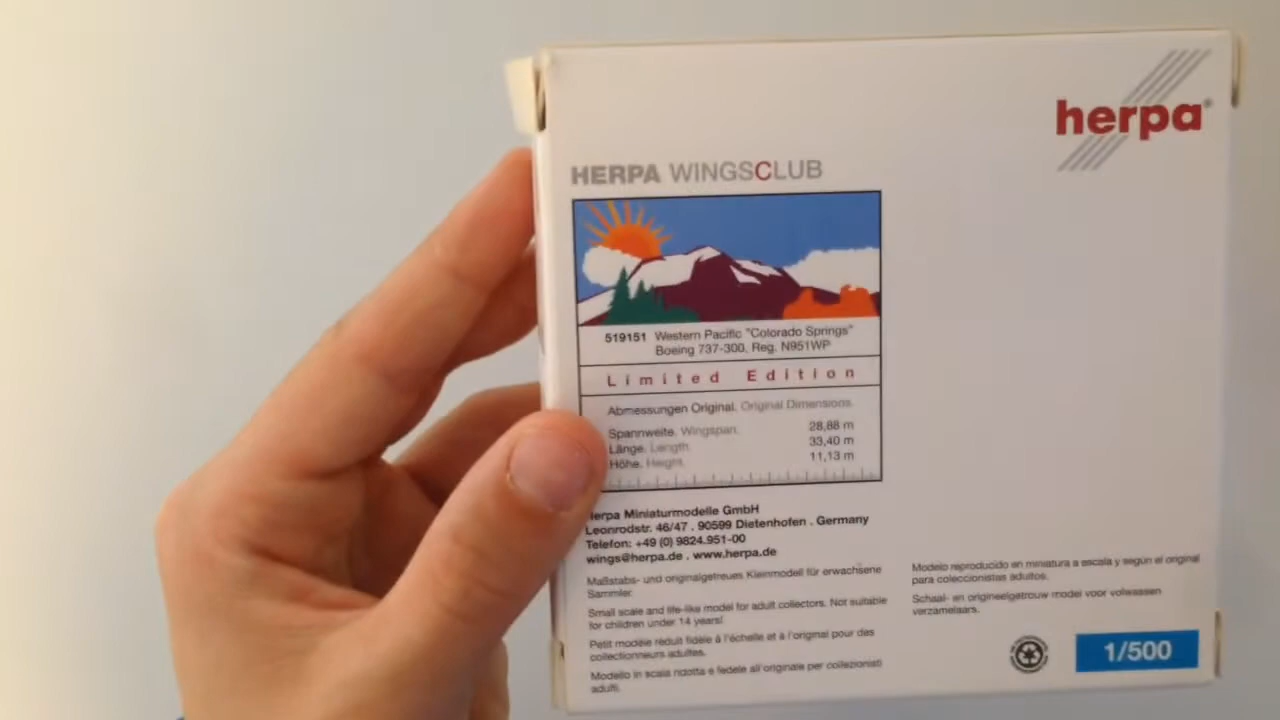 herpa®
HERPA WINGSCLUB
519151 Western Pacific "Colorado Springs"
Boeing 737-300, Reg. N951WP
Limited Edition
Abmessungen Original. Original Dimensions.
Spannweite. Wingspan. 28,88 m
Länge. Length. 33,40 m
Höhe. Height. 11,13 m
Herpa Miniaturmodelle GmbH
Leonrodstr. 46/47 . 90599 Dietenhofen . Germany
Telefon: +49 (0) 9824.951-00
wings@herpa.de . www.herpa.de
Maßstabs- und originalgetreues Kleinmodell für erwachsene
Sammler.
Small scale and life-like model for adult collectors. Not suitable
for children under 14 years!
Petit modèle réduit fidèle à l'échelle et à l'original pour des
collectionneurs adultes.
Modello in scala ridotta e fedele all'originale per collezionisti
adulti.
Modelo reproducido en miniatura a escala y según el original
para coleccionistas adultos.
Schaal- en origineelgetrouw model voor volwassen
verzamelaars.
1/500